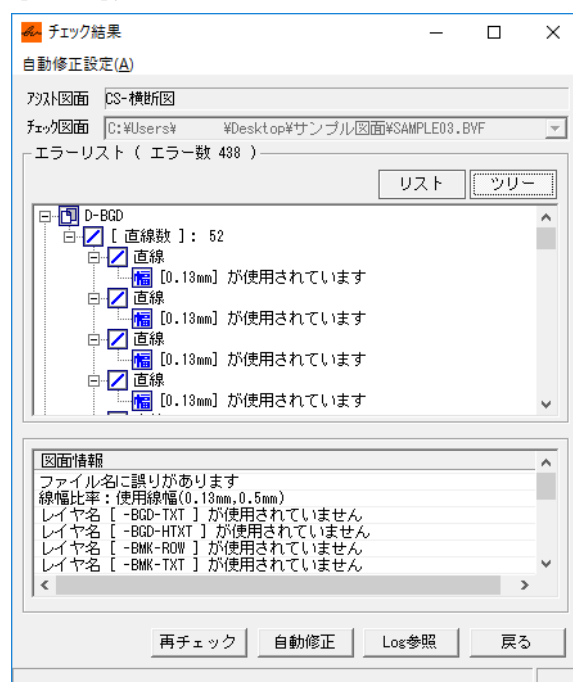 チェック結果
自動修正設定(A)
アシスト図面 CS-横断図
チェック図面 C:¥Users¥ ¥Desktop¥サンプル図面¥SAMPLE03.BVF
エラーリスト ( エラー数 438 )
リスト ツリー
D-BGD
[ 直線数 ]: 52
直線
幅 [0.13mm] が使用されています
直線
幅 [0.13mm] が使用されています
直線
幅 [0.13mm] が使用されています
直線
幅 [0.13mm] が使用されています
図面情報
ファイル名に誤りがあります
線幅比率:使用線幅(0.13mm,0.5mm)
レイヤ名 [ -BGD-TXT ] が使用されていません
レイヤ名 [ -BGD-HTXT ] が使用されていません
レイヤ名 [ -BMK-ROW ] が使用されていません
レイヤ名 [ -BMK-TXT ] が使用されていません
再チェック 自動修正 Log参照 戻る